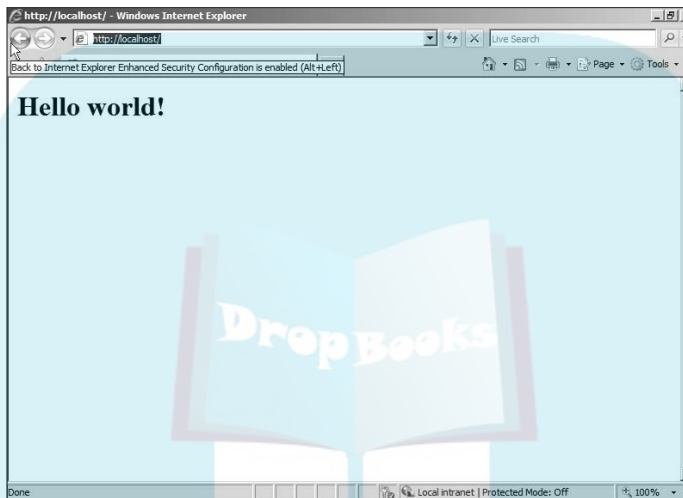 http://localhost/ - Windows Internet Explorer
http://localhost/
Live Search
Back to Internet Explorer Enhanced Security Configuration is enabled (Alt+Left)
Page
Tools
Hello world!
DropBooks
Done
Local intranet | Protected Mode: Off
100%